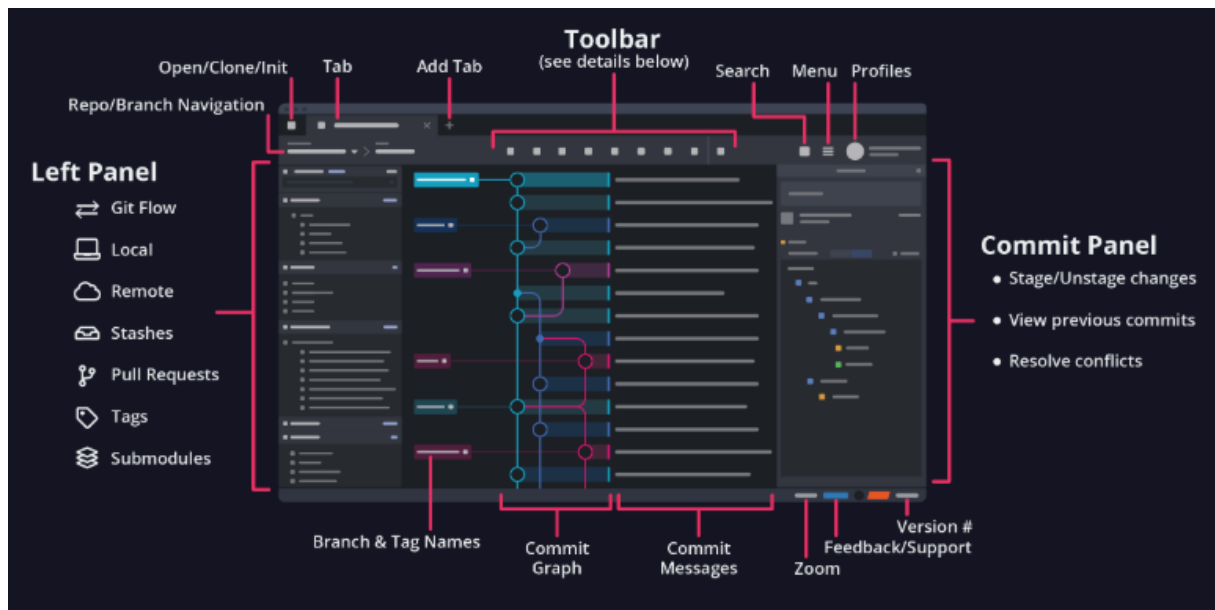 Toolbar
(see details below)
Open/Clone/Init
Tab
Add Tab
Search
Menu
Profiles
Repo/Branch Navigation
Left Panel
Git Flow
Local
Remote
Stashes
Pull Requests
Tags
Submodules
Commit Panel
• Stage/Unstage changes
• View previous commits
• Resolve conflicts
Branch & Tag Names
Commit
Graph
Commit
Messages
Zoom
Feedback/Support
Version #